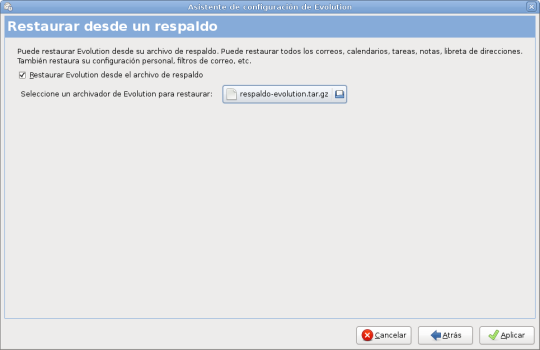 Asistente de configuración de Evolution
Restaurar desde un respaldo
Puede restaurar Evolution desde su archivo de respaldo. Puede restaurar todos los correos, calendarios, tareas, notas, libreta de direcciones.
También restaura su configuración personal, filtros de correo, etc.
Restaurar Evolution desde el archivo de respaldo
Seleccione un archivador de Evolution para restaurar: respaldo-evolution.tar.gz
Cancelar Atrás Aplicar